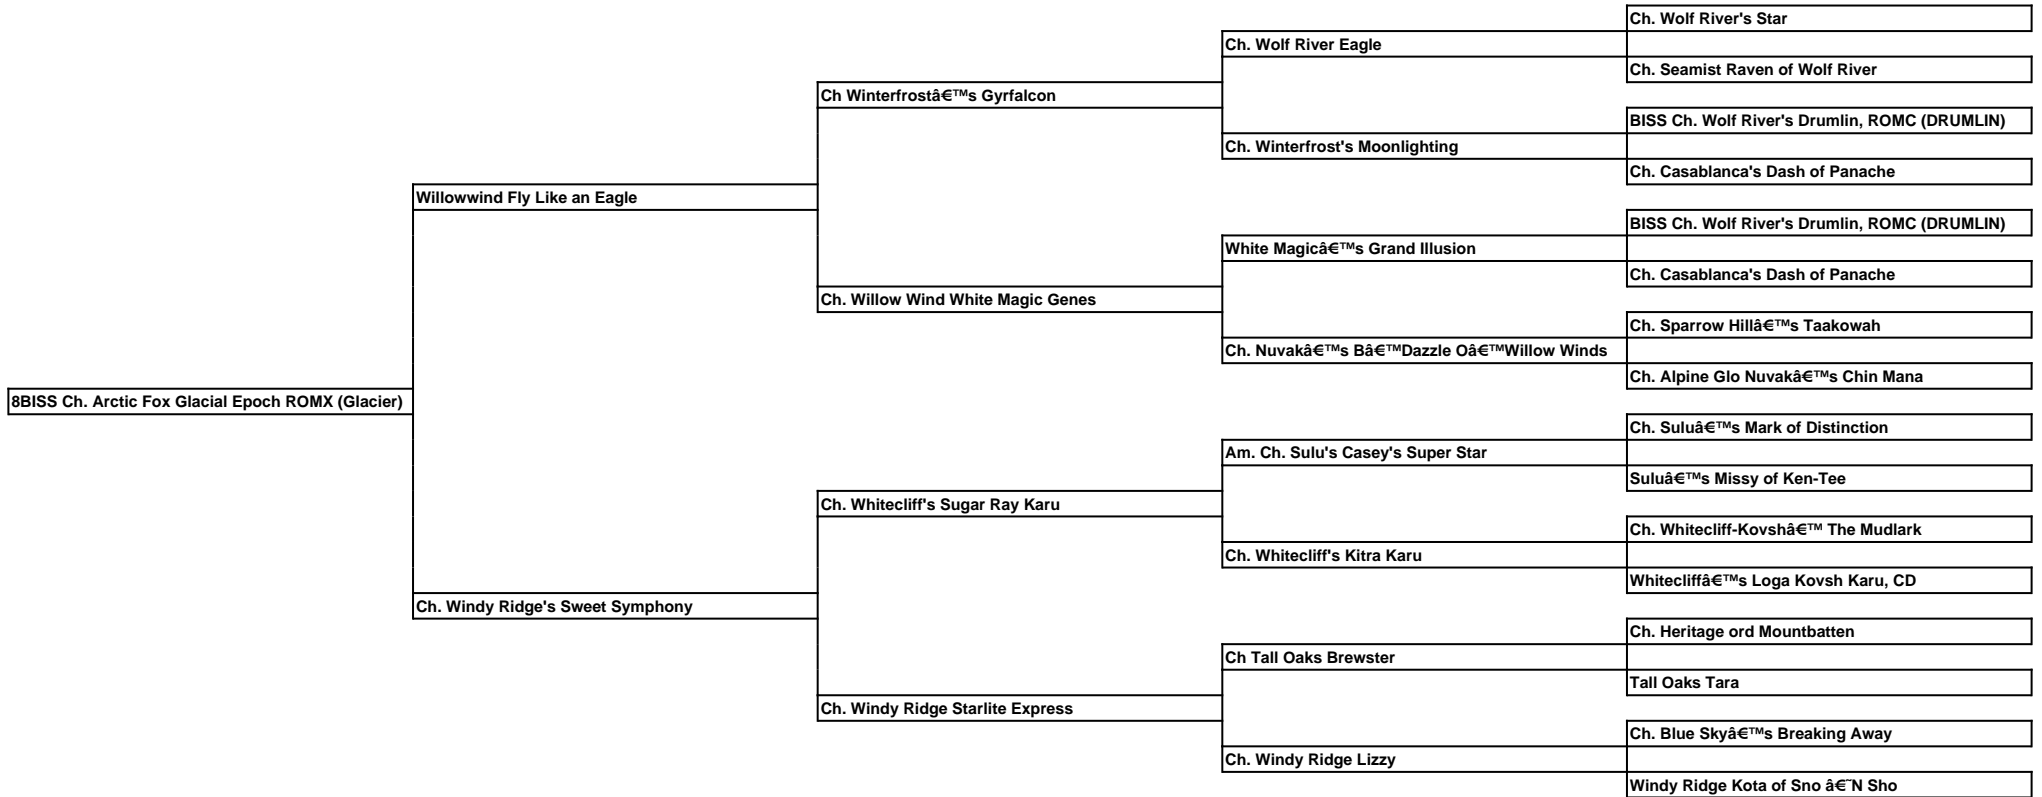 Ch. Wolf River's Star
Ch. Wolf River Eagle
Ch. Seamist Raven of Wolf River
Ch Winterfrostâ€™s Gyrfalcon
BISS Ch. Wolf River's Drumlin, ROMC (DRUMLIN)
Ch. Winterfrost's Moonlighting
Ch. Casablanca's Dash of Panache
Willowwind Fly Like an Eagle
BISS Ch. Wolf River's Drumlin, ROMC (DRUMLIN)
White Magicâ€™s Grand Illusion
Ch. Casablanca's Dash of Panache
Ch. Willow Wind White Magic Genes
Ch. Sparrow Hillâ€™s Taakowah
Ch. Nuvakâ€™s Bâ€™Dazzle Oâ€™Willow Winds
Ch. Alpine Glo Nuvakâ€™s Chin Mana
8BISS Ch. Arctic Fox Glacial Epoch ROMX (Glacier)
Ch. Suluâ€™s Mark of Distinction
Am. Ch. Sulu's Casey's Super Star
Suluâ€™s Missy of Ken-Tee
Ch. Whitecliff's Sugar Ray Karu
Ch. Whitecliff-Kovshâ€™ The Mudlark
Ch. Whitecliff's Kitra Karu
Whitecliffâ€™s Loga Kovsh Karu, CD
Ch. Windy Ridge's Sweet Symphony
Ch. Heritage ord Mountbatten
Ch Tall Oaks Brewster
Tall Oaks Tara
Ch. Windy Ridge Starlite Express
Ch. Blue Skyâ€™s Breaking Away
Ch. Windy Ridge Lizzy
Windy Ridge Kota of Sno â€˜N Sho